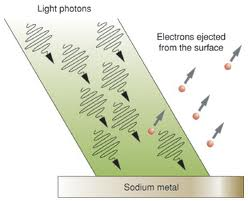 Light photons
Electrons ejected
from the surface
Sodium metal